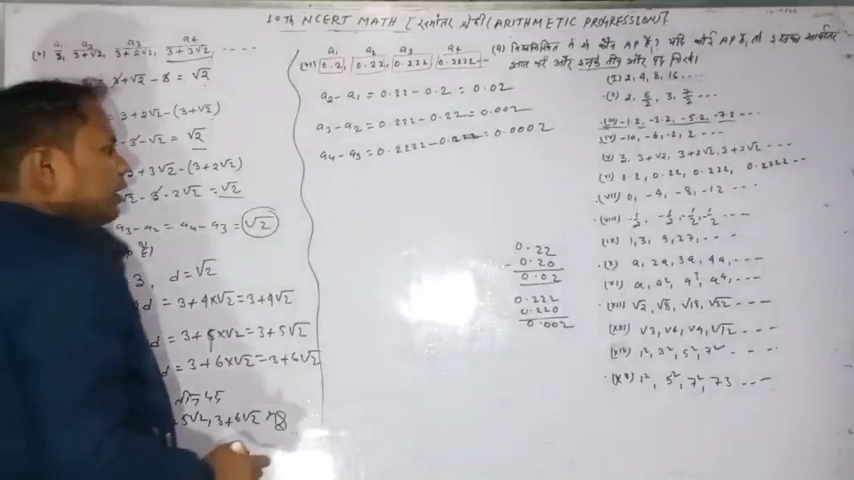 10th NCERT MATH [समांतर श्रेढ़ी (ARITHMETIC PROGRESSION)]
a₁ a₂ a₃ a₄
(v) 3, 3+√2, 3+2√2, 3+3√2, ....
3+√2-3 = √2
= 3+2√2-(3+√2)
-3-√2 = √2
3+3√2-(3+2√2)
-3-2√2 = √2
a₃-a₂ = a₄-a₃ = √2
3, d=√2
d = 3+4×√2 = 3+4√2
d = 3+5×√2 = 3+5√2
d = 3+6×√2 = 3+6√2
+5√2, 3+6√2
a₁ a₂ a₃ a₄
(vi) 0.2, 0.22, 0.222, 0.2222 --
a₂-a₁ = 0.22-0.2 = 0.02
a₃-a₂ = 0.222-0.22 = 0.002
a₄-a₃ = 0.2222-0.222 = 0.0002
0.22
- 0.20
0.02
0.222
0.220
0.002
(4) निम्नलिखित में से कौन AP हैं? यदि कोई AP है, तो इसका सार्वअंतर
ज्ञात करें और इनके तीन और पद लिखें।
(I) 2, 4, 8, 16....
(ii) 2, 5/2, 3, 7/2 ...
(iii) -1.2, -3.2, -5.2, -7.2 --
(iv) -10, -6, -2, 2 ----
(v) 3, 3+√2, 3+2√2, 3+3√2 ----
(vi) 0.2, 0.22, 0.222, 0.2222 ---
(vii) 0, -4, -8, -12 ---
(viii) -1/2, -1/2, -1/2, -1/2 ---
(ix) 1, 3, 9, 27, ---
(x) a, 2a, 3a, 4a, ----
(xi) a, a², a³, a⁴, ---
(xii) √2, √8, √18, √32 ----
(xiii) √3, √6, √9, √12 ----
(xiv) 1², 3², 5², 7² ----
(xv) 1², 5², 7², 73 ----